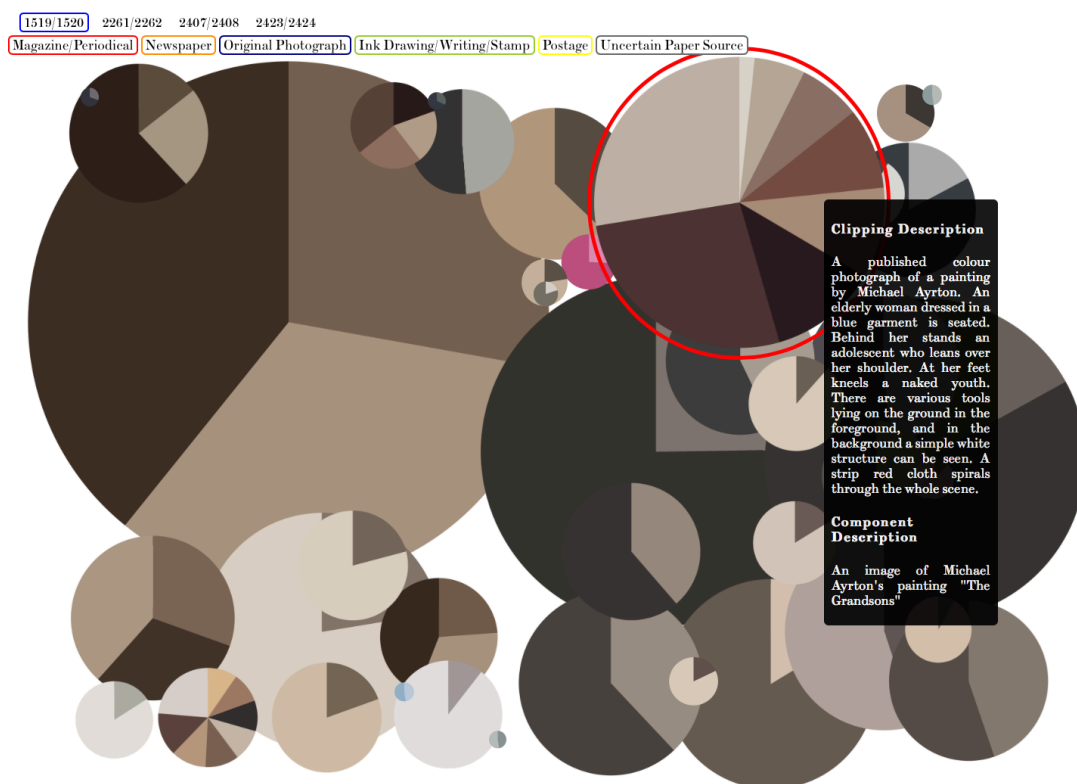 1519/1520 2261/2262 2407/2408 2423/2424
Magazine/Periodical Newspaper Original Photograph Ink Drawing/Writing/Stamp Postage Uncertain Paper Source
Clipping Description
A published colour
photograph of a painting
by Michael Ayrton. An
elderly woman dressed in a
blue garment is seated.
Behind her stands an
adolescent who leans over
her shoulder. At her feet
kneels a naked youth.
There are various tools
lying on the ground in the
foreground, and in the
background a simple white
structure can be seen. A
strip red cloth spirals
through the whole scene.
Component
Description
An image of Michael
Ayrton's painting "The
Grandsons"